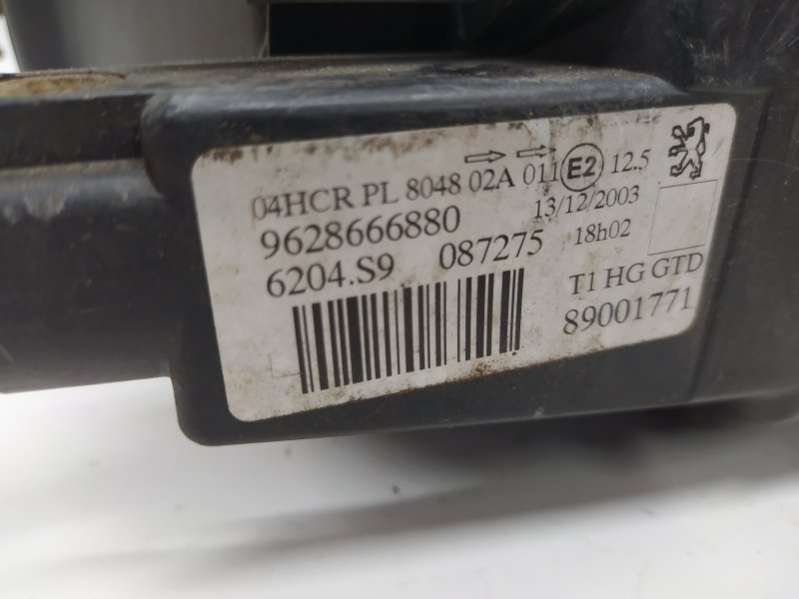 04HCR PL 8048 02A 011 E2 12.5
9628666880 13/12/2003
6204.S9 087275 18h02
T1 HG GTD
89001771